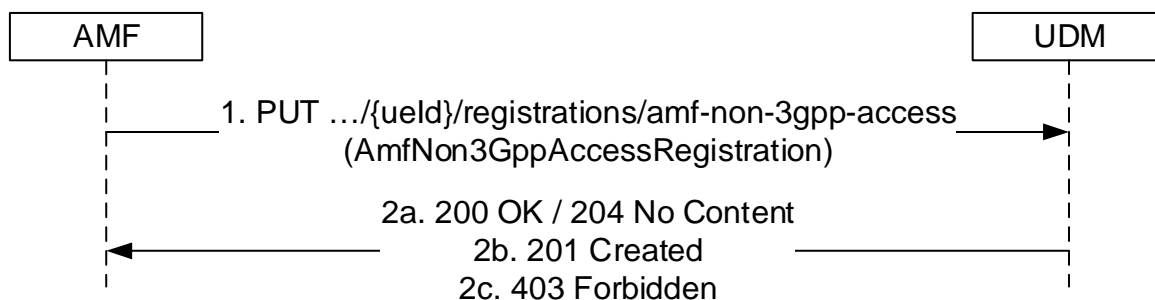 AMF
UDM
1. PUT …/{ueId}/registrations/amf-non-3gpp-access
(AmfNon3GppAccessRegistration)
2a. 200 OK / 204 No Content
2b. 201 Created
2c. 403 Forbidden